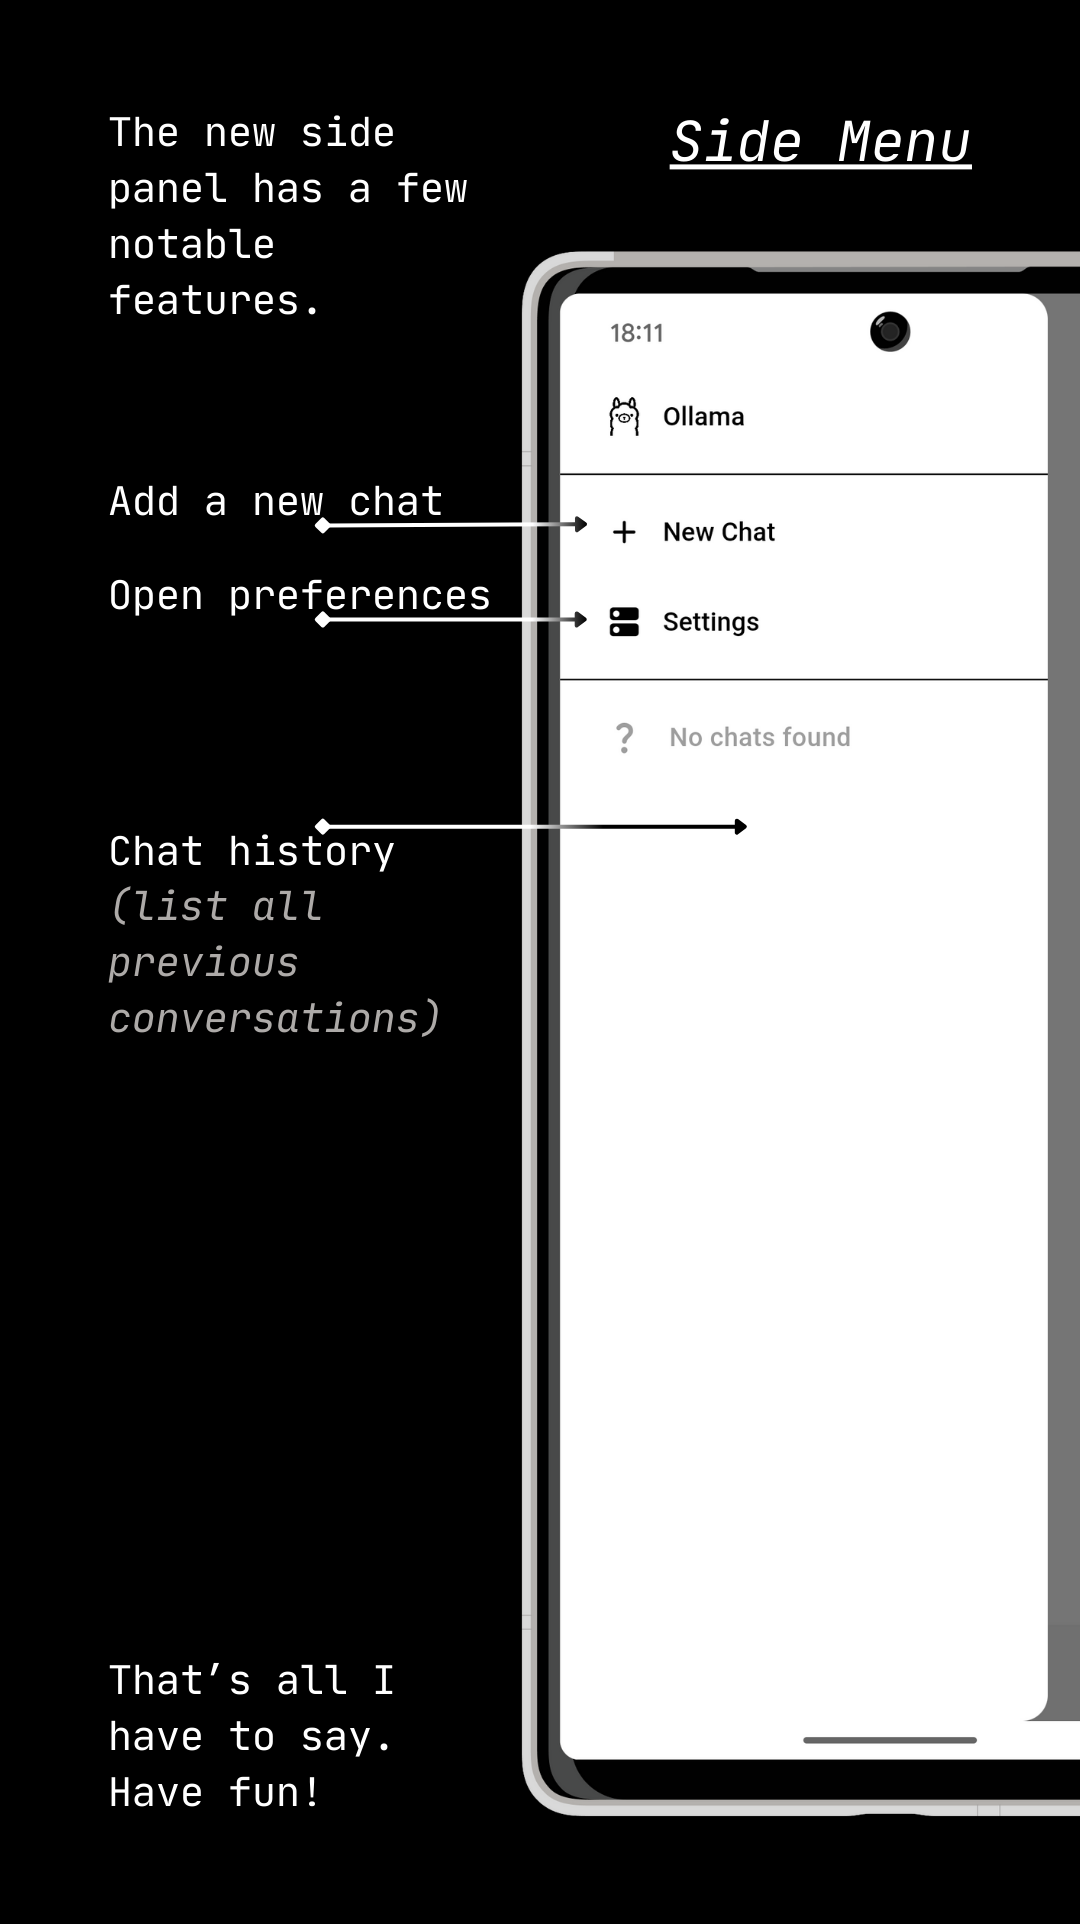 The new side
panel has a few
notable
features.
Side Menu
18:11
Ollama
Add a new chat
New Chat
Open preferences
Settings
? No chats found
Chat history
(list all
previous
conversations)
That’s all I
have to say.
Have fun!